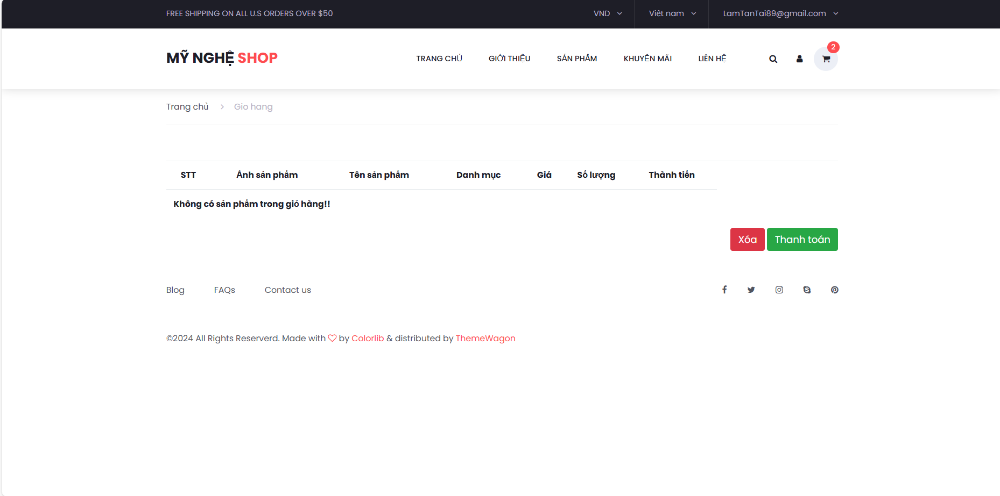 FREE SHIPPING ON ALL U.S ORDERS OVER $50 VND Việt nam LamTanTai89@gmail.com
2
MỸ NGHỆ SHOP TRANG CHỦ GIỚI THIỆU SẢN PHẨM KHUYẾN MÃI LIÊN HỆ
Trang chủ > Gio hang
STT Ảnh sản phẩm Tên sản phẩm Danh mục Giá Số lượng Thành tiền
Không có sản phẩm trong giỏ hàng!!
Xóa Thanh toán
Blog FAQs Contact us
©2024 All Rights Reserverd. Made with ♡ by Colorlib & distributed by ThemeWagon